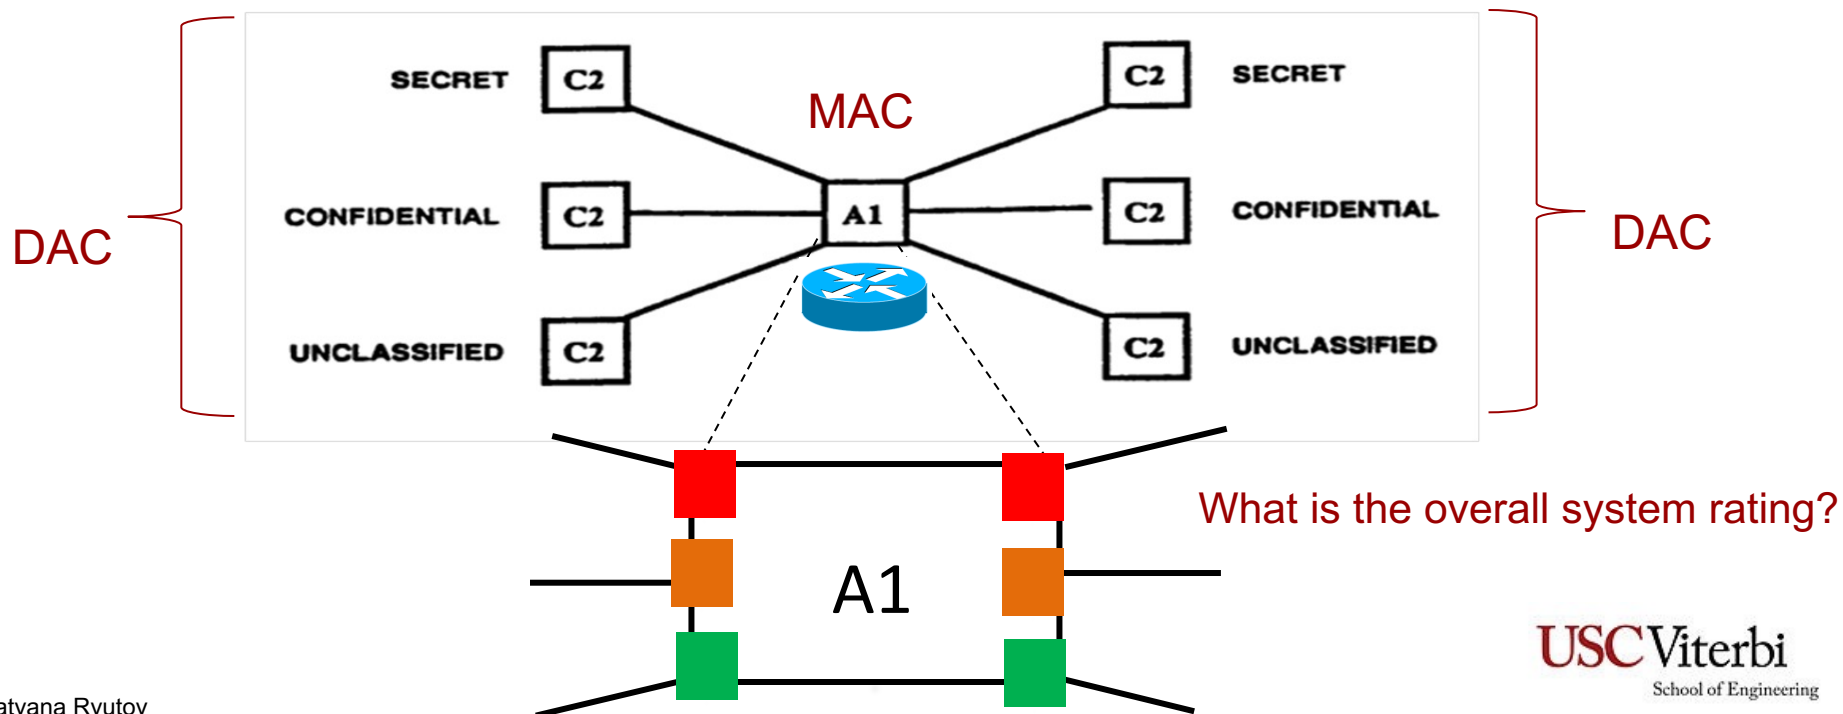 SECRET C2 C2 SECRET
MAC
CONFIDENTIAL C2 A1 C2 CONFIDENTIAL
DAC DAC
UNCLASSIFIED C2 C2 UNCLASSIFIED
What is the overall system rating?
A1
USC Viterbi
School of Engineering
atyana Ryutov